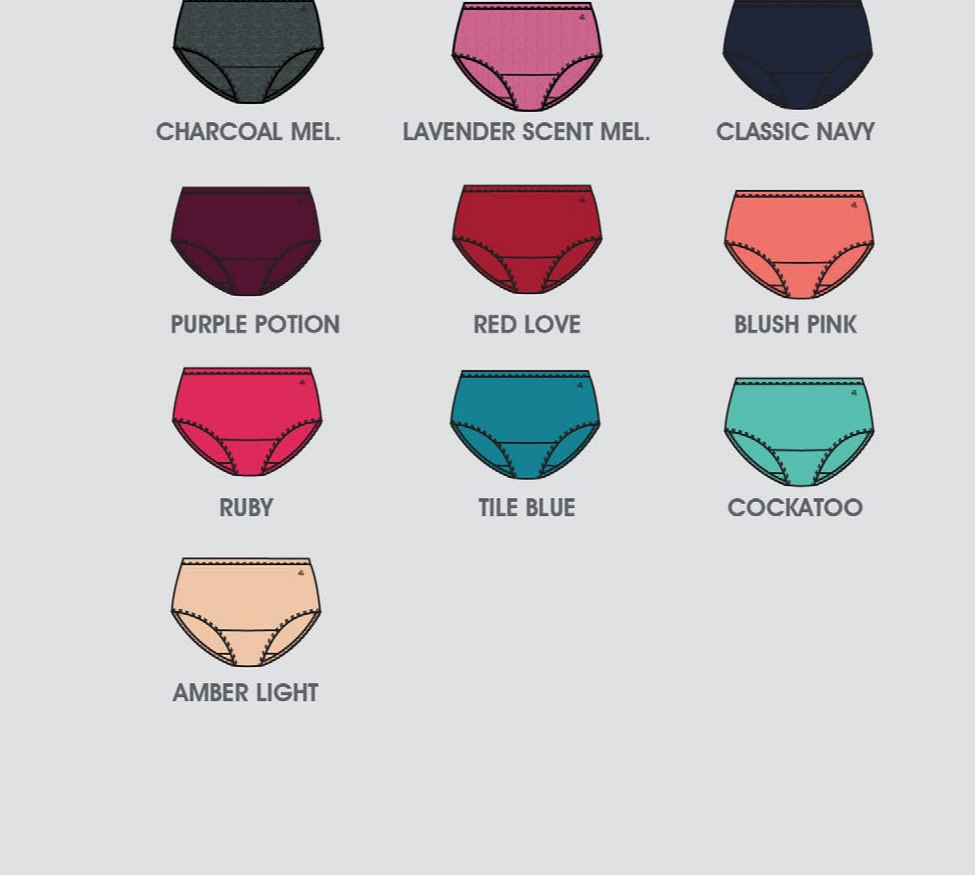 CHARCOAL MEL.
LAVENDER SCENT MEL.
CLASSIC NAVY
PURPLE POTION
RED LOVE
BLUSH PINK
RUBY
TILE BLUE
COCKATOO
AMBER LIGHT